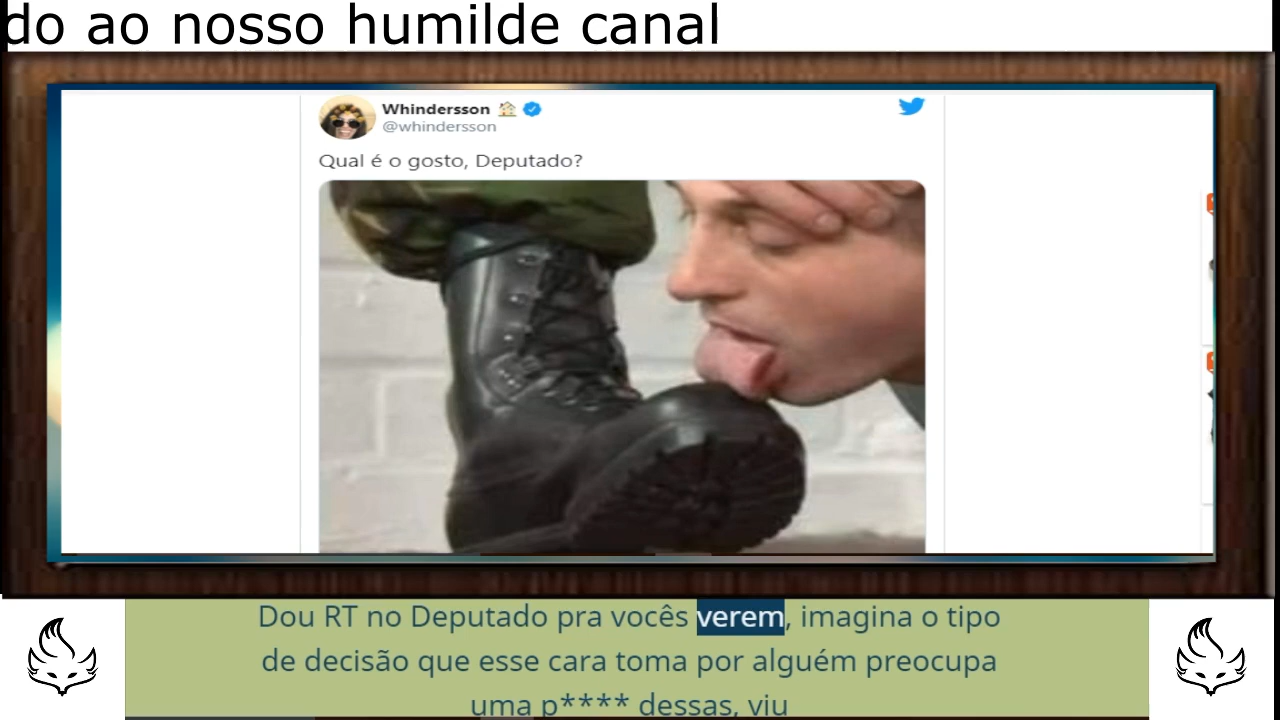 do ao nosso humilde canal
Whindersson
@whindersson
Qual é o gosto, Deputado?
Dou RT no Deputado pra vocês verem, imagina o tipo
de decisão que esse cara toma por alguém preocupa
uma p**** dessas, viu